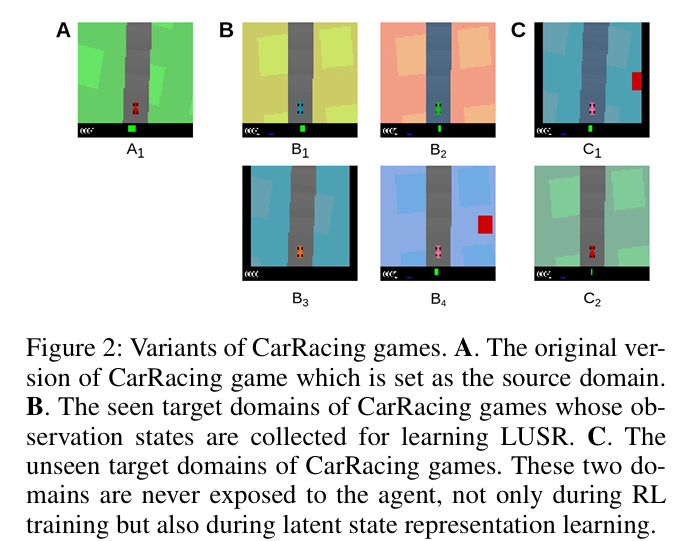 A
B
C
A1
B1
B2
C1
B3
B4
C2
Figure 2: Variants of CarRacing games. A. The original ver-
sion of CarRacing game which is set as the source domain.
B. The seen target domains of CarRacing games whose ob-
servation states are collected for learning LUSR. C. The
unseen target domains of CarRacing games. These two do-
mains are never exposed to the agent, not only during RL
training but also during latent state representation learning.